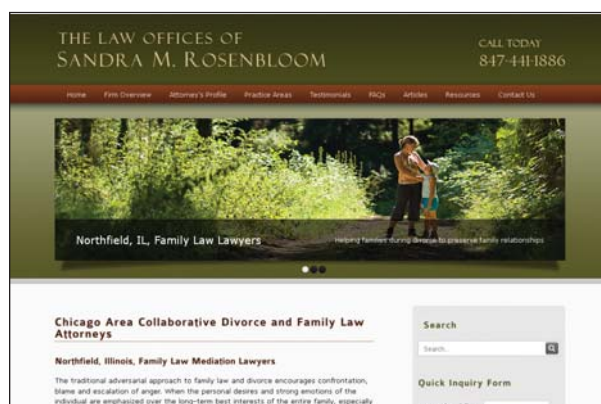 THE LAW OFFICES OF
SANDRA M. ROSENBLOOM
CALL TODAY
847-441-1886
Home Firm Overview Attorney's Profile Practice Areas Testimonials FAQs Articles Resources Contact Us
Northfield, IL, Family Law Lawyers
Helping families during divorce to preserve family relationships
Chicago Area Collaborative Divorce and Family Law
Attorneys
Northfield, Illinois, Family Law Mediation Lawyers
The traditional adversarial approach to family law and divorce encourages confrontation,
blame and escalation of anger. When the personal desires and strong emotions of the
individual are emphasized over the long-term best interests of the entire family, especially
Search
Search...
Quick Inquiry Form